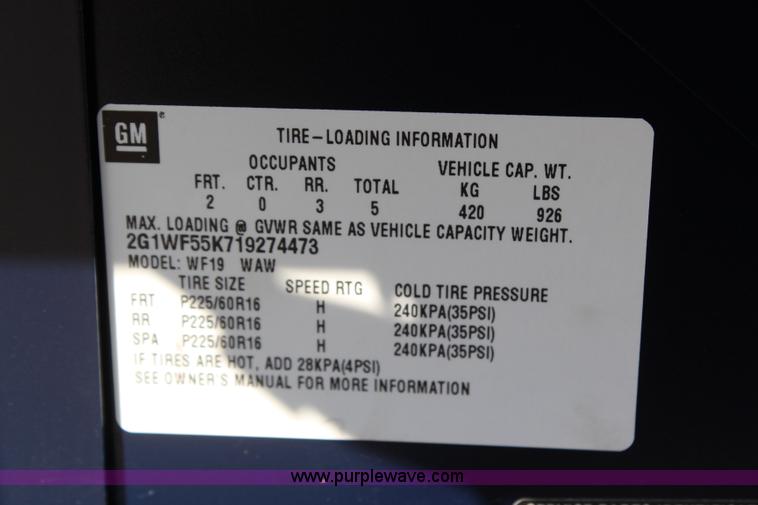 GM
TIRE-LOADING INFORMATION
OCCUPANTS VEHICLE CAP. WT.
FRT. CTR. RR. TOTAL KG LBS
2 0 3 5 420 926
MAX. LOADING @ GVWR SAME AS VEHICLE CAPACITY WEIGHT.
2G1WF55K719274473
MODEL: WF19 WAW
TIRE SIZE SPEED RTG COLD TIRE PRESSURE
FRT P225/60R16 H 240KPA(35PSI)
RR P225/60R16 H 240KPA(35PSI)
SPA P225/60R16 H 240KPA(35PSI)
IF TIRES ARE HOT, ADD 28KPA(4PSI)
SEE OWNER'S MANUAL FOR MORE INFORMATION
www.purplewave.com